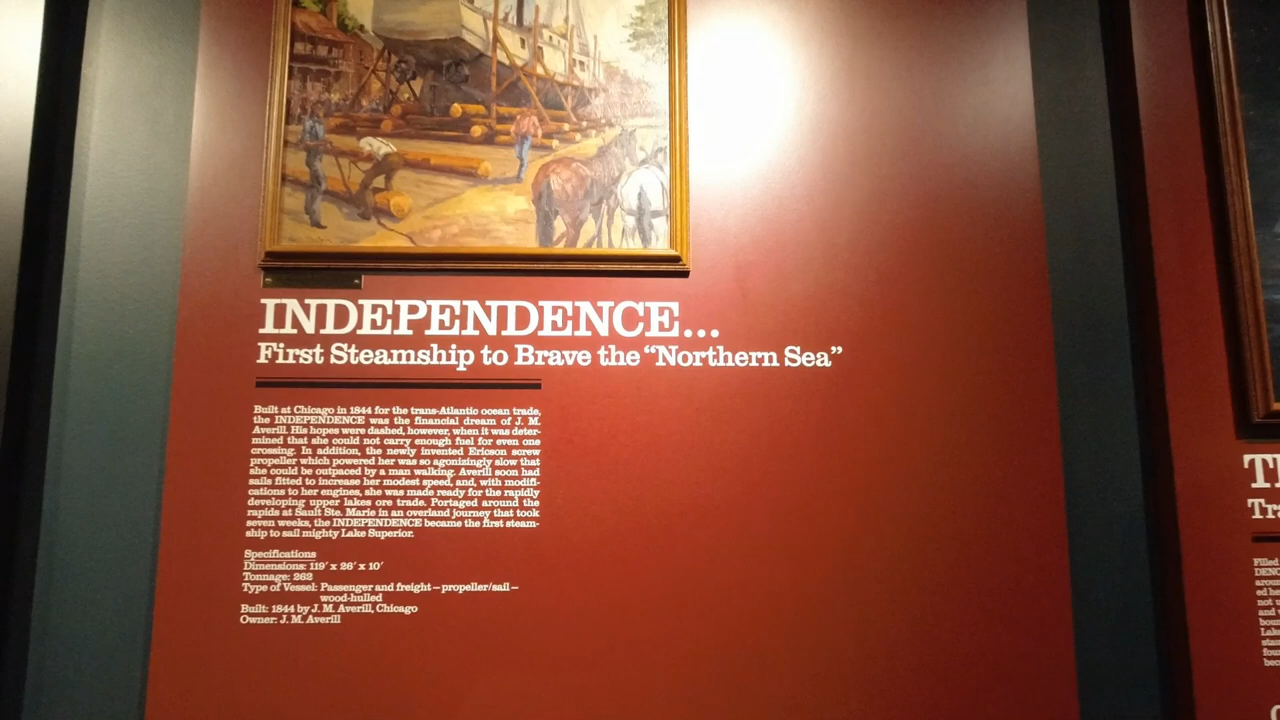 INDEPENDENCE...
First Steamship to Brave the “Northern Sea”
Built at Chicago in 1844 for the trans-Atlantic ocean trade,
the INDEPENDENCE was the financial dream of J. M.
Averill. His hopes were dashed, however, when it was deter-
mined that she could not carry enough fuel for even one
crossing. In addition, the newly invented Ericson screw
propeller which powered her was so agonizingly slow that
she could be outpaced by a man walking. Averill soon had
sails fitted to increase her modest speed, and, with modifi-
cations to her engines, she was made ready for the rapidly
developing upper lakes ore trade. Portaged around the
rapids at Sault Ste. Marie in an overland journey that took
seven weeks, the INDEPENDENCE became the first steam-
ship to sail mighty Lake Superior.
Specifications
Dimensions: 119′ x 26′ x 10′
Tonnage: 262
Type of Vessel: Passenger and freight – propeller/sail –
wood-hulled
Built: 1844 by J. M. Averill, Chicago
Owner: J. M. Averill
Filled
not
and